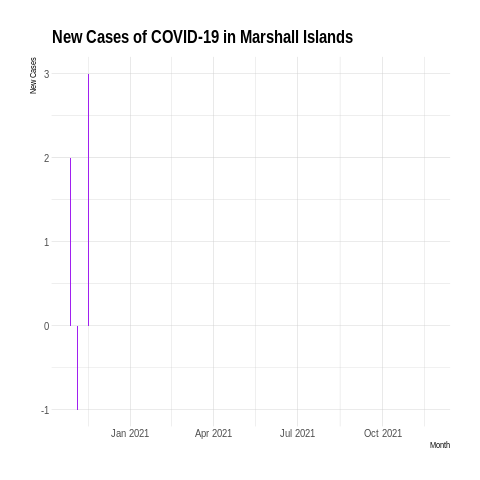 New Cases of COVID-19 in Marshall Islands
New Cases
3
2
1
0
-1
Jan 2021 Apr 2021 Jul 2021 Oct 2021
Month